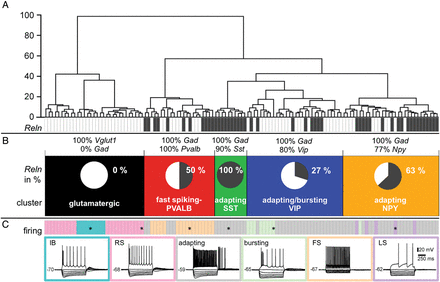 A
100
80
60
40
20
0
Reln
B
100% Vglut1 100% Gad 100% Gad 100% Gad 100% Gad
0% Gad 100% Pvalb 90% Sst 80% Vip 77% Npy
Reln in % 0 % 50 % 100 % 27 % 63 %
cluster glutamatergic fast spiking-PVALB adapting SST adapting/bursting VIP adapting NPY
C
firing * * * * * *
IB RS adapting bursting FS LS
20 mV
250 ms
-70 -68 -59 -65 -67 -62